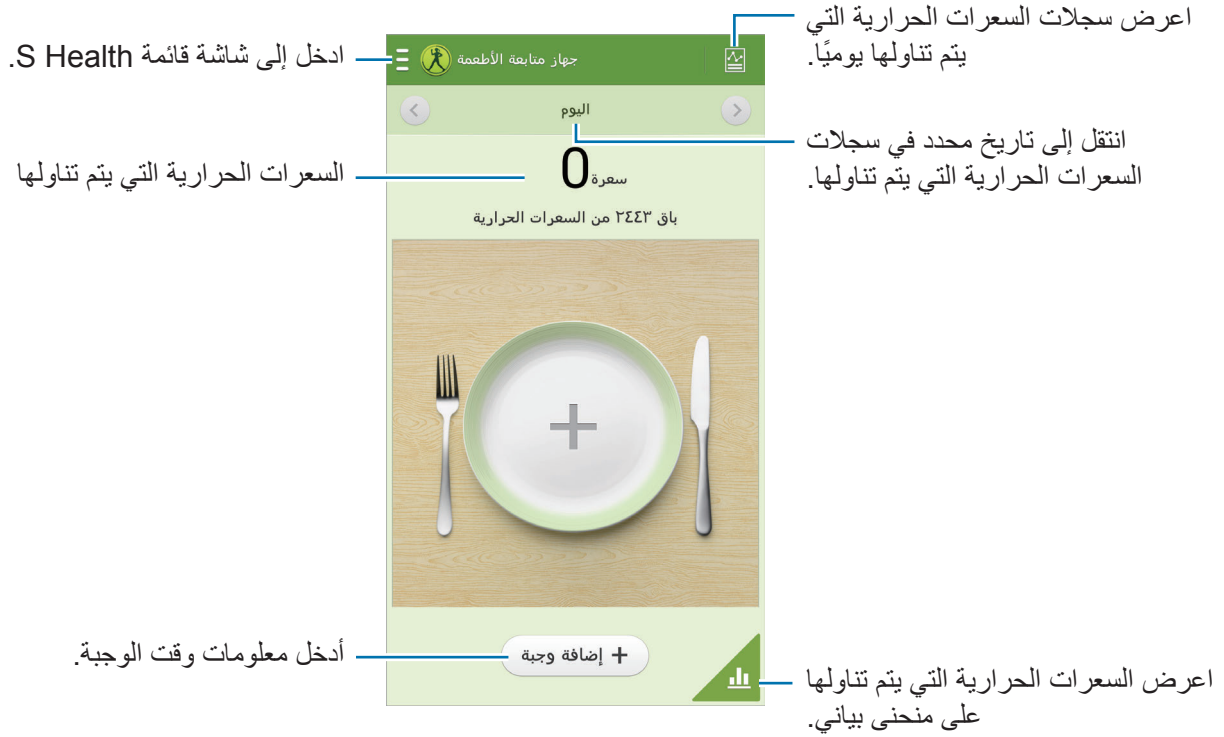 اعرض سجلات السعرات الحرارية التي
يتم تناولها يوميًا.
ادخل إلى شاشة قائمة S Health.
جهاز متابعة الأطعمة
اليوم
انتقل إلى تاريخ محدد في سجلات
السعرات الحرارية التي يتم تناولها.
0 سعرة
السعرات الحرارية التي يتم تناولها
باق ٢٤٤٣ من السعرات الحرارية
+ إضافة وجبة
أدخل معلومات وقت الوجبة.
اعرض السعرات الحرارية التي يتم تناولها
على منحنى بياني.